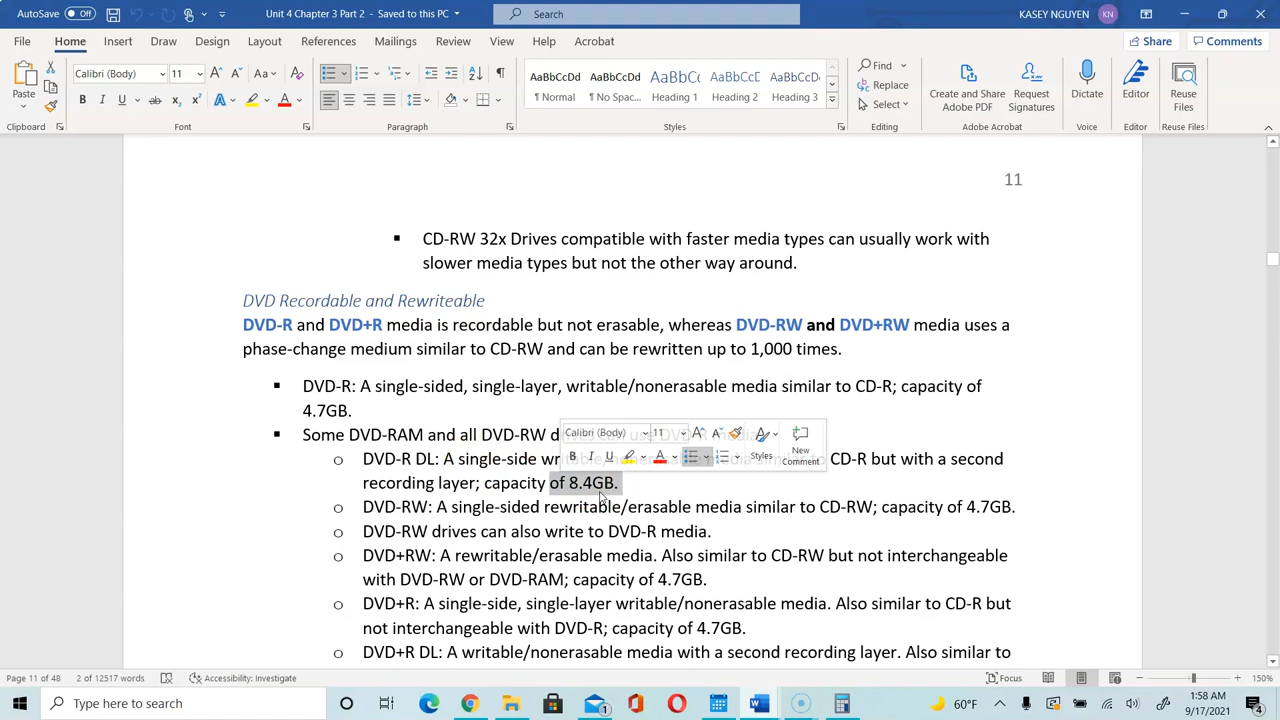 AutoSave Off
Unit 4 Chapter 3 Part 2 - Saved to this PC
Search
KASEY NGUYEN
KN
File Home Insert Draw Design Layout References Mailings Review View Help Acrobat
Share Comments
Paste
Calibri (Body) 11
AaBbCcDd AaBbCcDd AaBbCcD AaBbCcD AaBbCcD
¶ Normal ¶ No Spac... Heading 1 Heading 2 Heading 3
Find
Replace
Select
Create and Share Adobe PDF
Request Signatures
Dictate
Editor
Reuse Files
Clipboard Font Paragraph Styles Editing Adobe Acrobat Voice Editor Reuse Files
11
▪ CD-RW 32x Drives compatible with faster media types can usually work with
slower media types but not the other way around.
DVD Recordable and Rewriteable
DVD-R and DVD+R media is recordable but not erasable, whereas DVD-RW and DVD+RW media uses a
phase-change medium similar to CD-RW and can be rewritten up to 1,000 times.
▪ DVD-R: A single-sided, single-layer, writable/nonerasable media similar to CD-R; capacity of
4.7GB.
Calibri (Body) 11
▪ Some DVD-RAM and all DVD-RW drives can use DVD-R media
B I U A Styles New Comment
o DVD-R DL: A single-side writable/nonerasable media similar to CD-R but with a second
recording layer; capacity of 8.4GB.
o DVD-RW: A single-sided rewritable/erasable media similar to CD-RW; capacity of 4.7GB.
o DVD-RW drives can also write to DVD-R media.
o DVD+RW: A rewritable/erasable media. Also similar to CD-RW but not interchangeable
with DVD-RW or DVD-RAM; capacity of 4.7GB.
o DVD+R: A single-side, single-layer writable/nonerasable media. Also similar to CD-R but
not interchangeable with DVD-R; capacity of 4.7GB.
o DVD+R DL: A writable/nonerasable media with a second recording layer. Also similar to
Page 11 of 48 2 of 12517 words Accessibility: Investigate Focus 150%
Type here to search
60°F
1:58 AM
9/17/2021